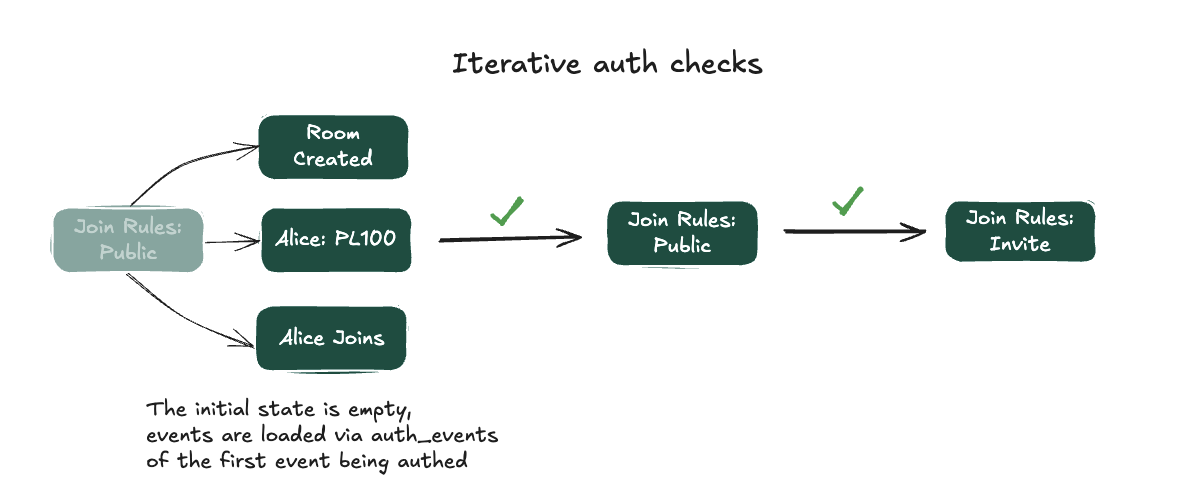 Iterative auth checks
Room
Created
Join Rules:
Public
Alice: PL100
Join Rules:
Public
Join Rules:
Invite
Alice Joins
The initial state is empty,
events are loaded via auth_events
of the first event being authed